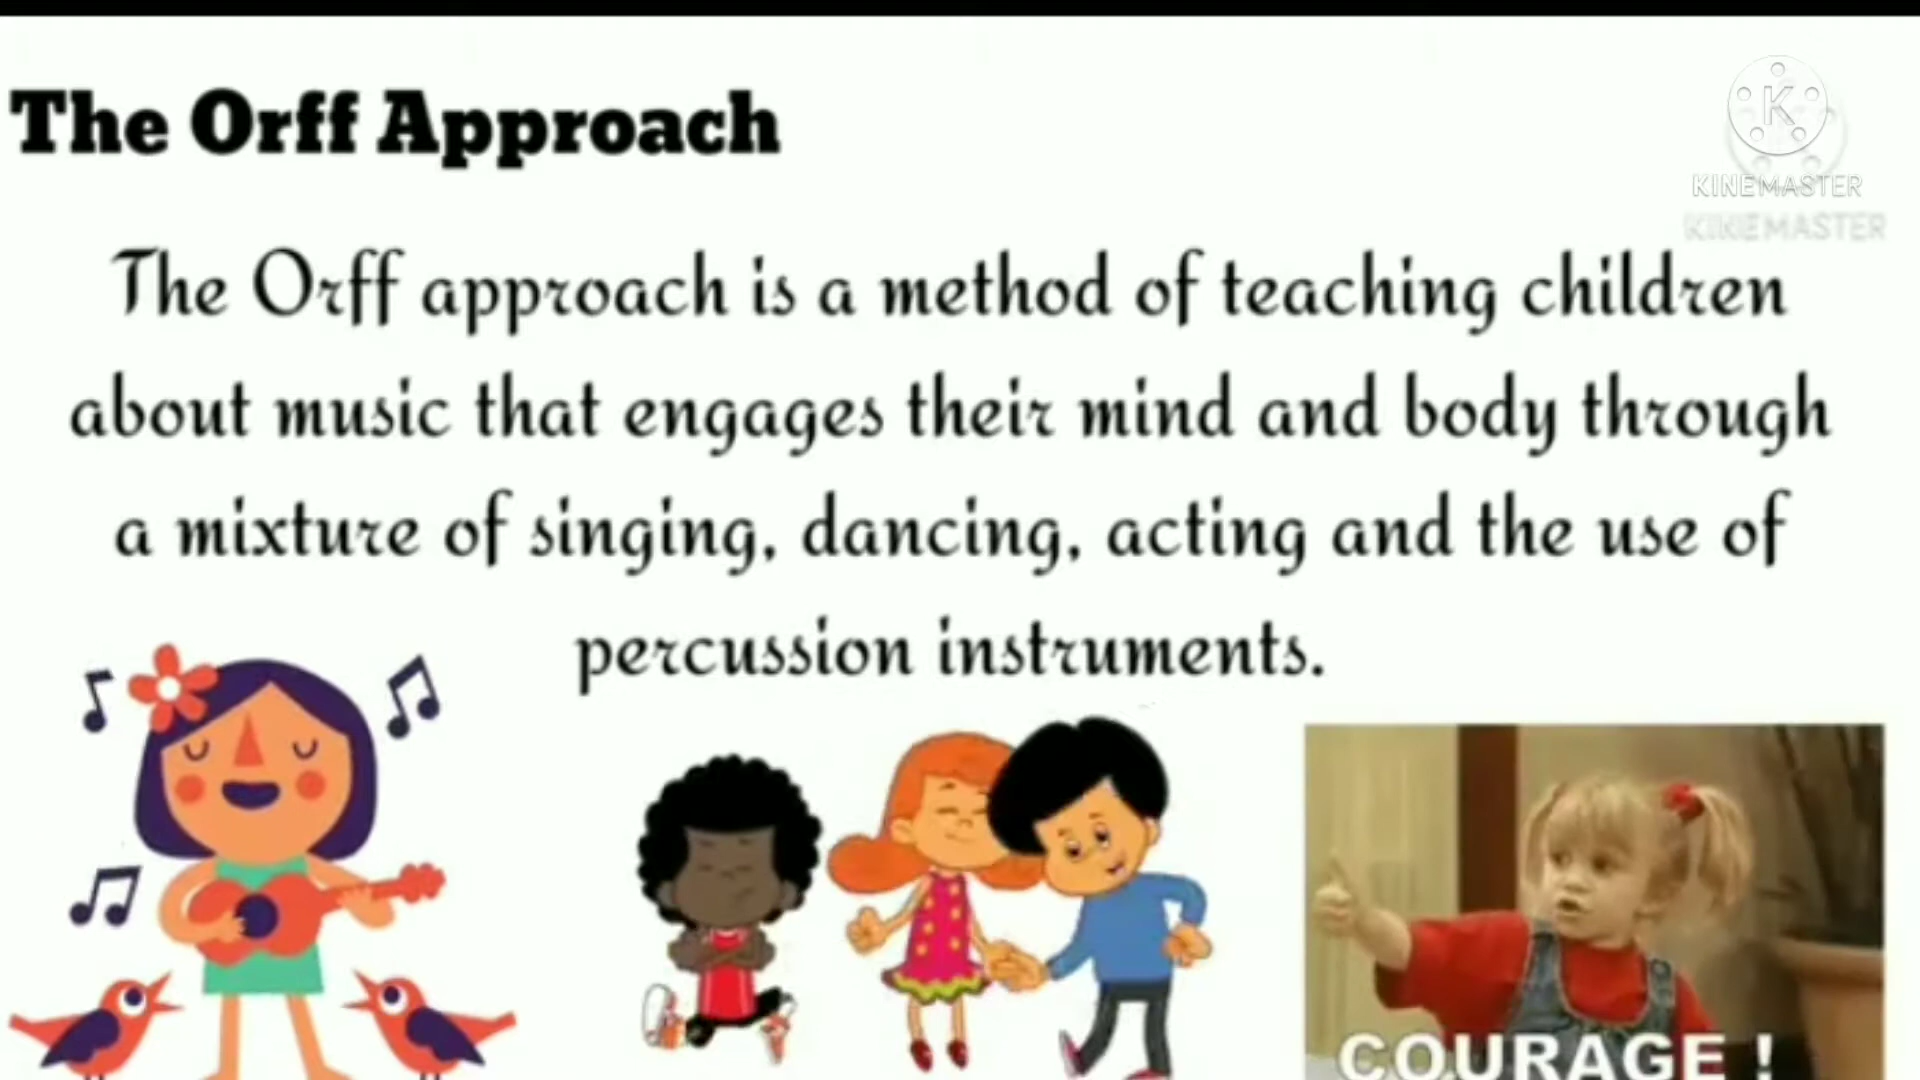 The Orff Approach
K
KINEMASTER
KINEMASTER
The Orff approach is a method of teaching children
about music that engages their mind and body through
a mixture of singing, dancing, acting and the use of
percussion instruments.
COURAGE !